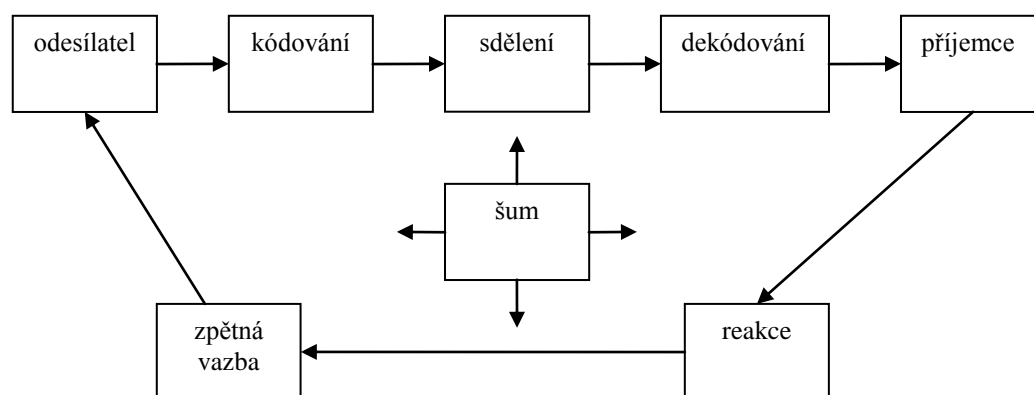 odesílatel
kódování
sdělení
dekódování
příjemce
šum
zpětná
vazba
reakce